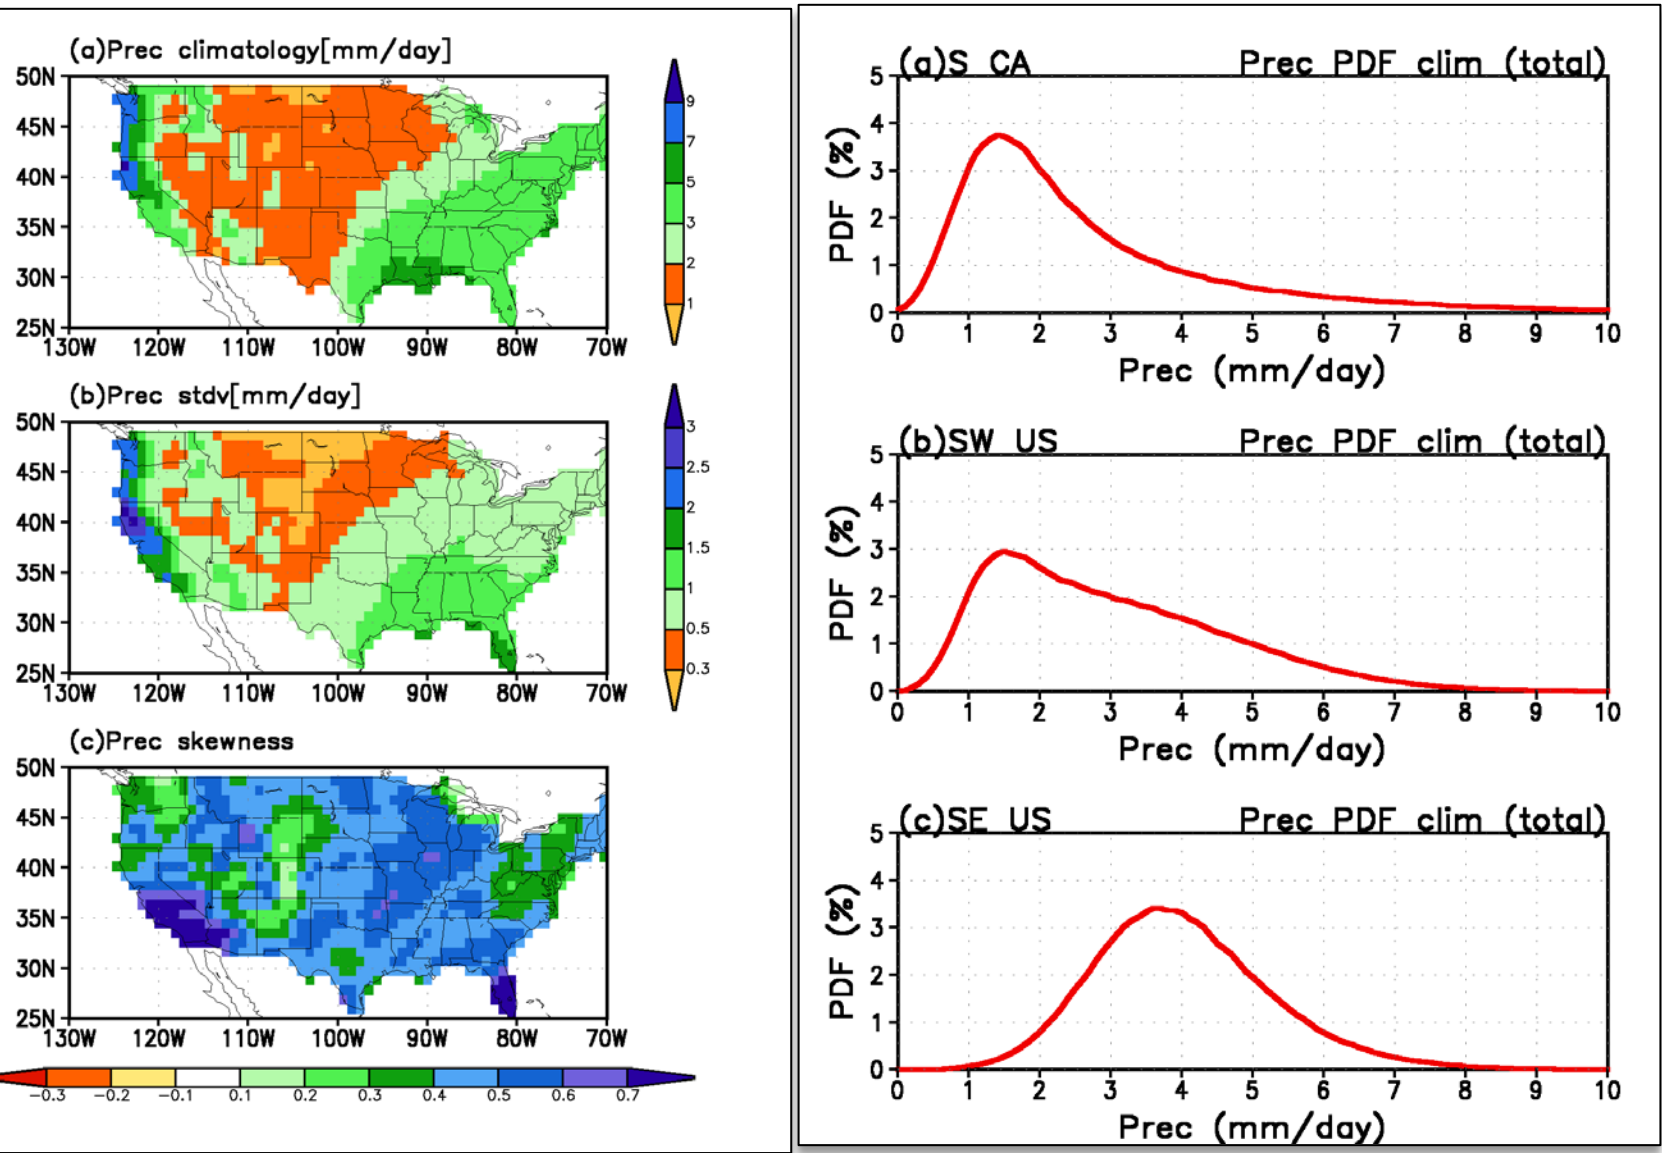 (a)Prec climatology[mm/day]
50N
45N
40N
35N
30N
25N
130W 120W 110W 100W 90W 80W 70W
9
7
5
3
2
1
(b)Prec stdv[mm/day]
50N
45N
40N
35N
30N
25N
130W 120W 110W 100W 90W 80W 70W
3
2.5
2
1.5
1
0.5
0.3
(c)Prec skewness
50N
45N
40N
35N
30N
25N
130W 120W 110W 100W 90W 80W 70W
−0.3 −0.2 −0.1 0.1 0.2 0.3 0.4 0.5 0.6 0.7
(a)S CA Prec PDF clim (total)
PDF (%)
5
4
3
2
1
0
0 1 2 3 4 5 6 7 8 9 10
Prec (mm/day)
(b)SW US Prec PDF clim (total)
PDF (%)
5
4
3
2
1
0
0 1 2 3 4 5 6 7 8 9 10
Prec (mm/day)
(c)SE US Prec PDF clim (total)
PDF (%)
5
4
3
2
1
0
0 1 2 3 4 5 6 7 8 9 10
Prec (mm/day)